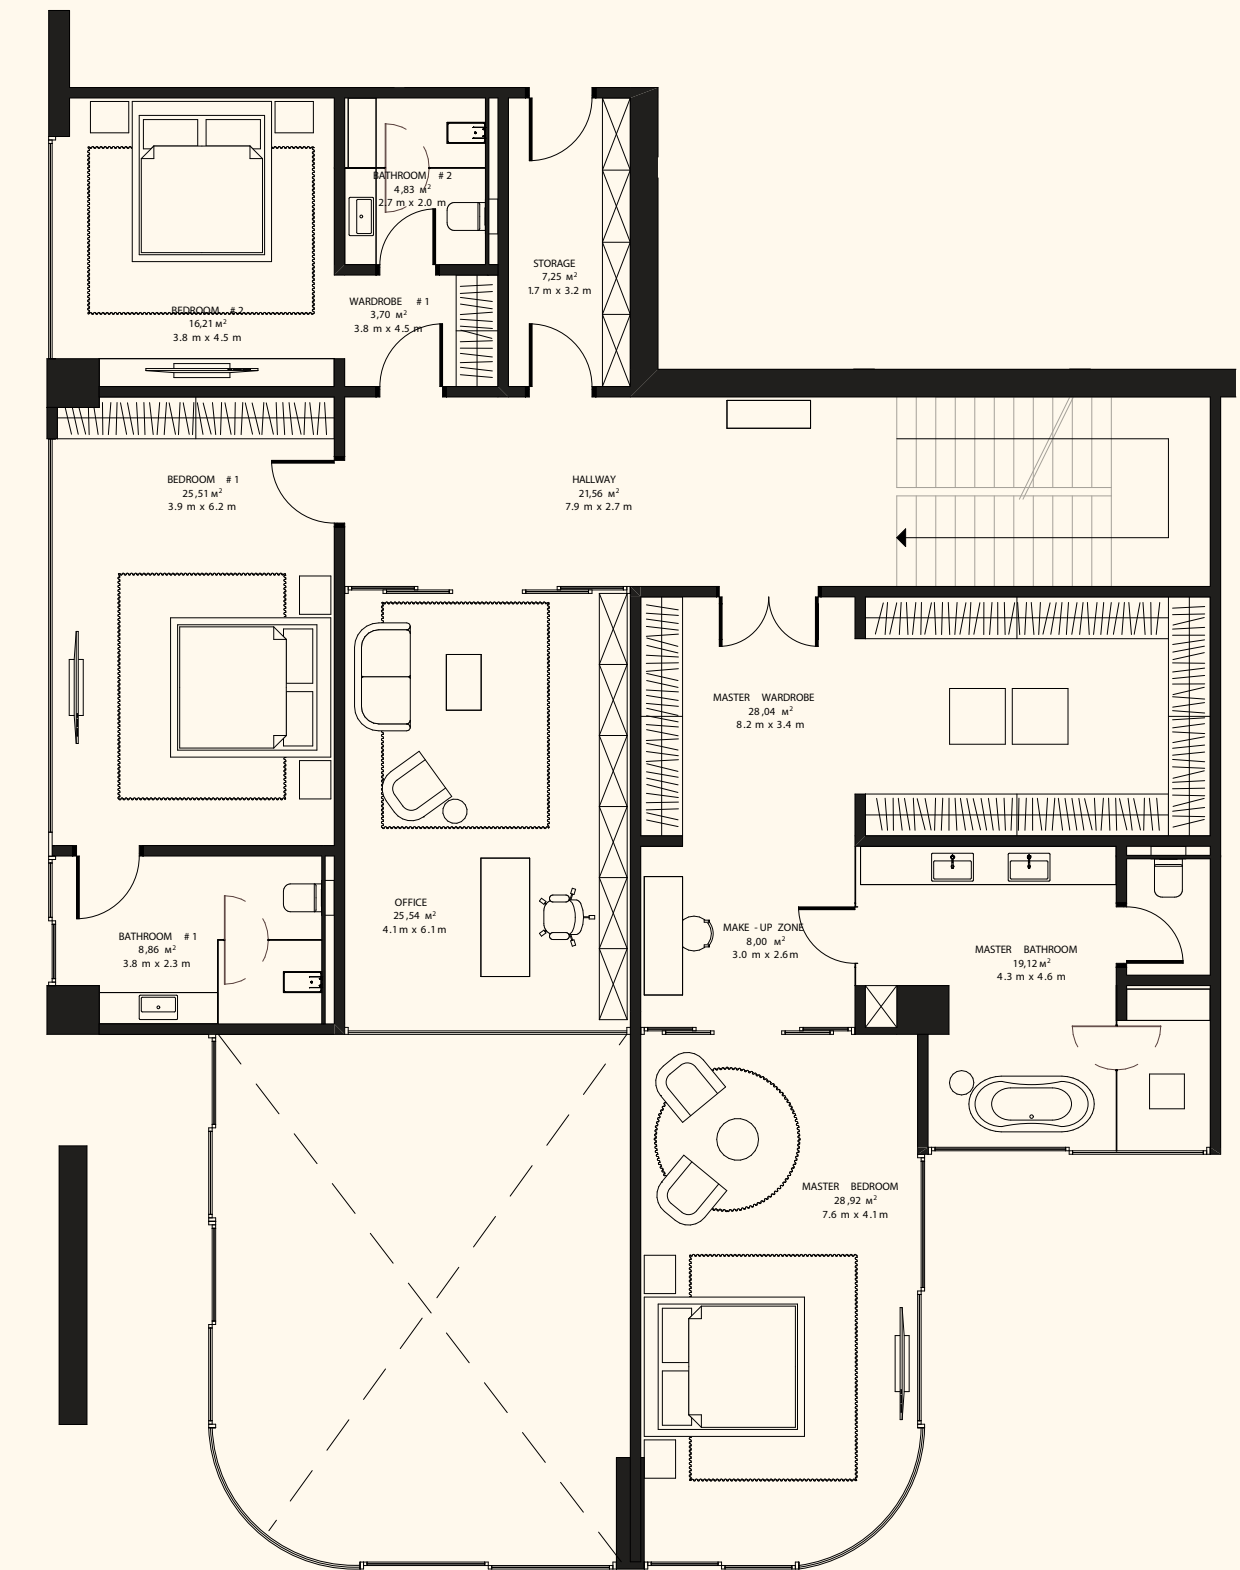 BATHROOM # 2
4,83 м²
2.7 m x 2.0 m
STORAGE
7,25 м²
1.7 m x 3.2 m
WARDROBE # 1
3,70 м²
3.8 m x 4.5 m
BEDROOM # 2
16,21 м²
3.8 m x 4.5 m
BEDROOM # 1
25,51 м²
3.9 m x 6.2 m
HALLWAY
21,56 м²
7.9 m x 2.7 m
MASTER WARDROBE
28,04 м²
8.2 m x 3.4 m
OFFICE
25,54 м²
4.1m x 6.1m
MAKE - UP ZONE
8,00 м²
3.0 m x 2.6m
BATHROOM # 1
8,86 м²
3.8 m x 2.3 m
MASTER BATHROOM
19,12 м²
4.3 m x 4.6 m
MASTER BEDROOM
28,92 м²
7.6 m x 4.1m